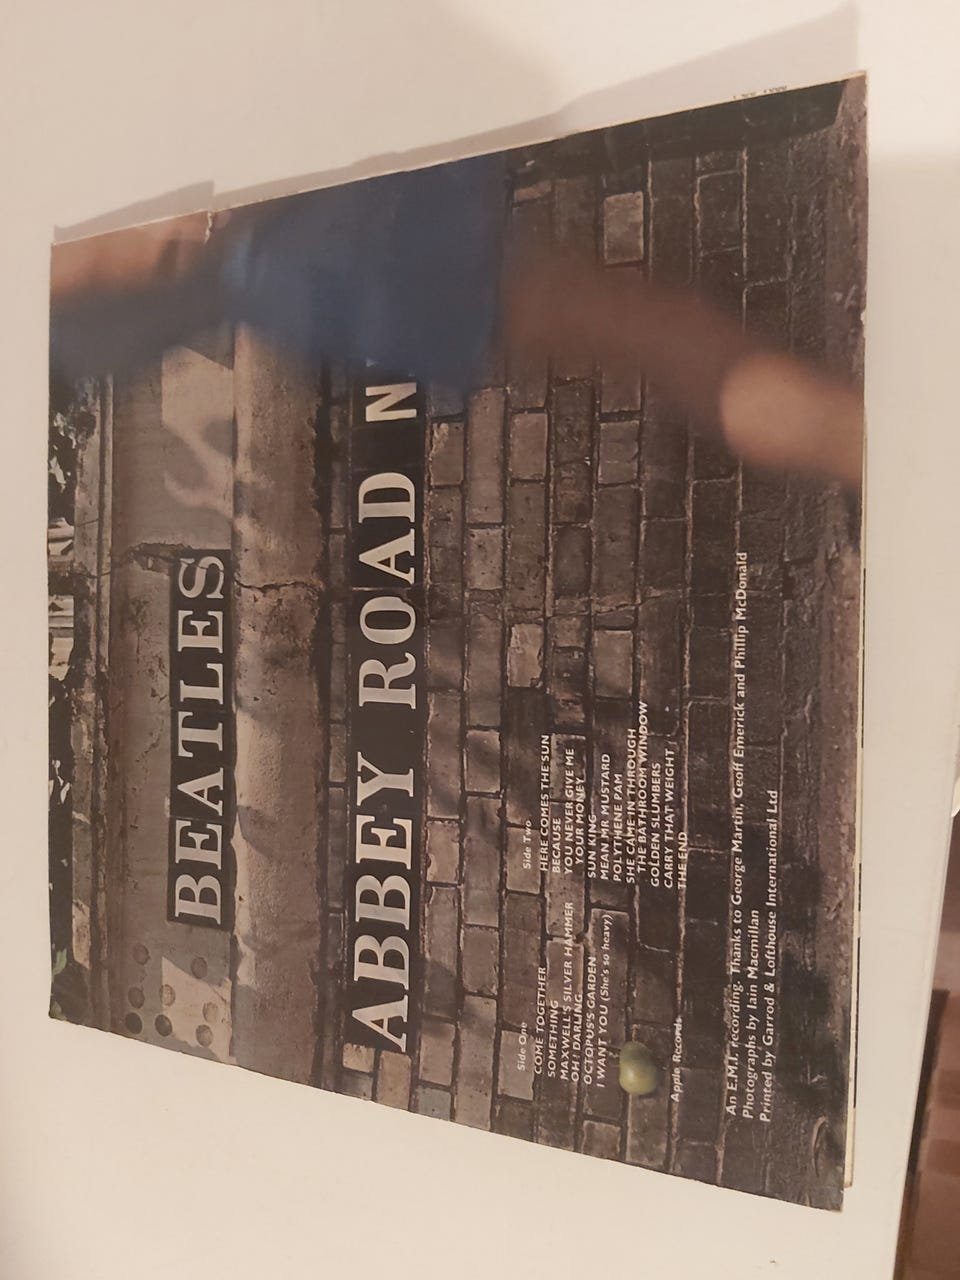 BEATLES
ABBEY ROAD N
Side One
COME TOGETHER
SOMETHING
MAXWELL'S SILVER HAMMER
OH! DARLING
OCTOPUS'S GARDEN
I WANT YOU (She's so heavy)
Side Two
HERE COMES THE SUN
BECAUSE
YOU NEVER GIVE ME
YOUR MONEY
SUN KING
MEAN MR MUSTARD
POLYTHENE PAM
SHE CAME IN THROUGH
THE BATHROOM WINDOW
GOLDEN SLUMBERS
CARRY THAT WEIGHT
THE END
Apple Records
An E.M.I. recording. Thanks to George Martin, Geoff Emerick and Phillip McDonald
Photographs by Iain Macmillan
Printed by Garrod & Lofthouse International Ltd